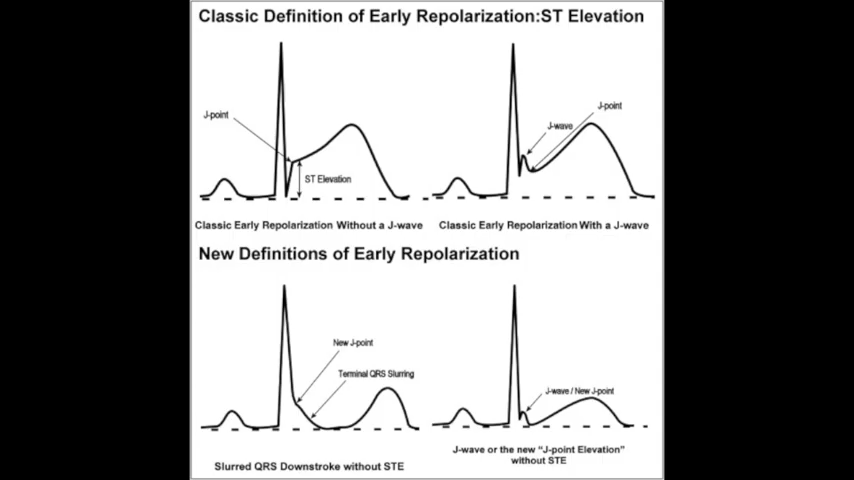 Classic Definition of Early Repolarization:ST Elevation
J-point
J-point
J-wave
ST Elevation
Classic Early Repolarization Without a J-wave
Classic Early Repolarization With a J-wave
New Definitions of Early Repolarization
New J-point
Terminal QRS Slurring
J-wave / New J-point
Slurred QRS Downstroke without STE
J-wave or the new “J-point Elevation”
without STE